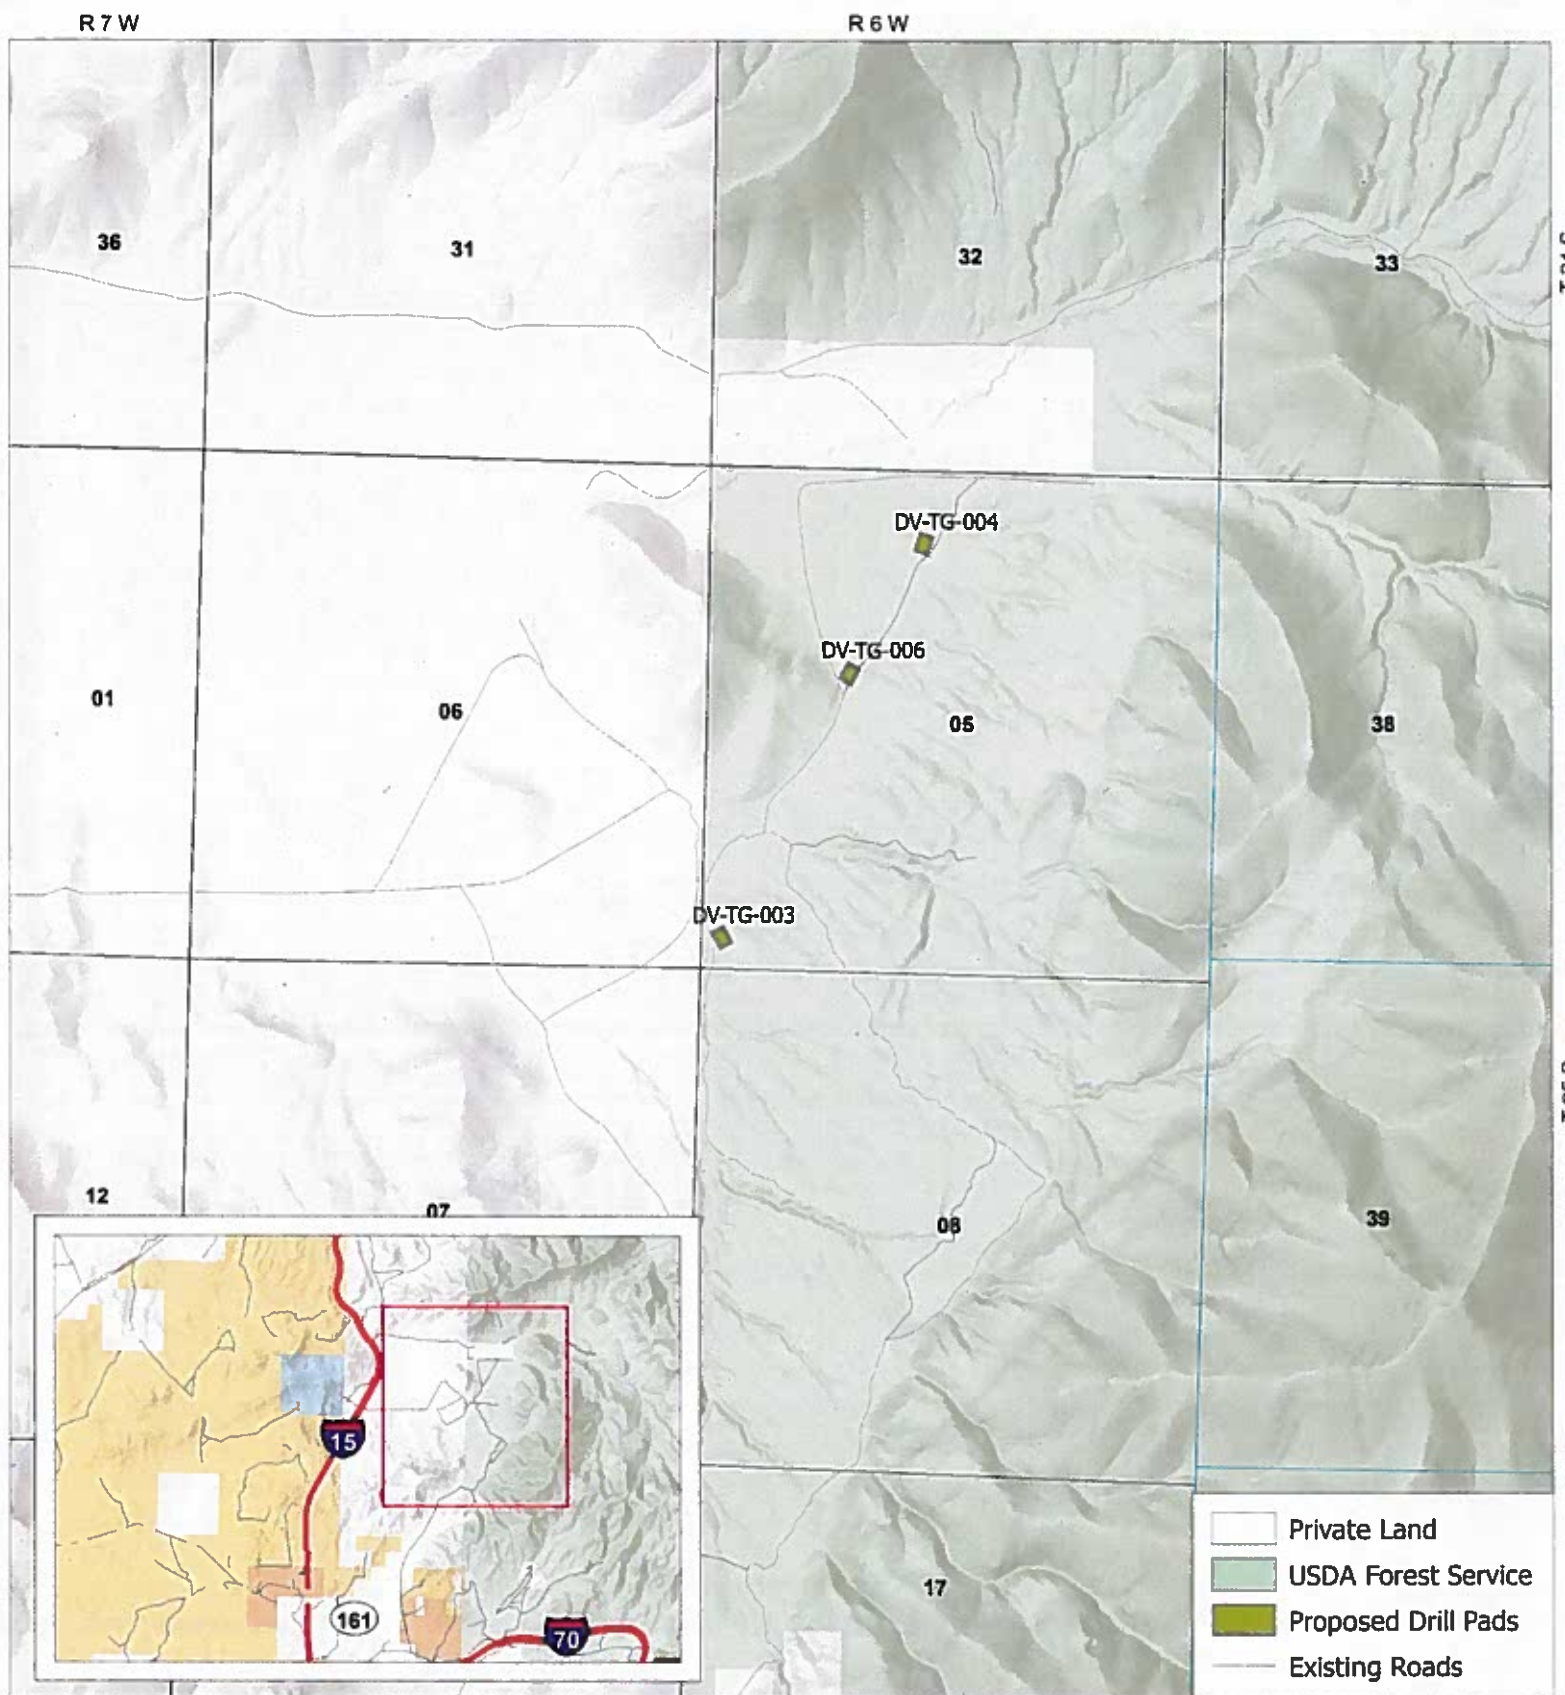 R 7 W
R 6 W
36
31
32
33
DV-TG-004
DV-TG-006
01
06
05
38
DV-TG-003
12
07
08
39
15
161
70
17
Private Land
USDA Forest Service
Proposed Drill Pads
Existing Roads